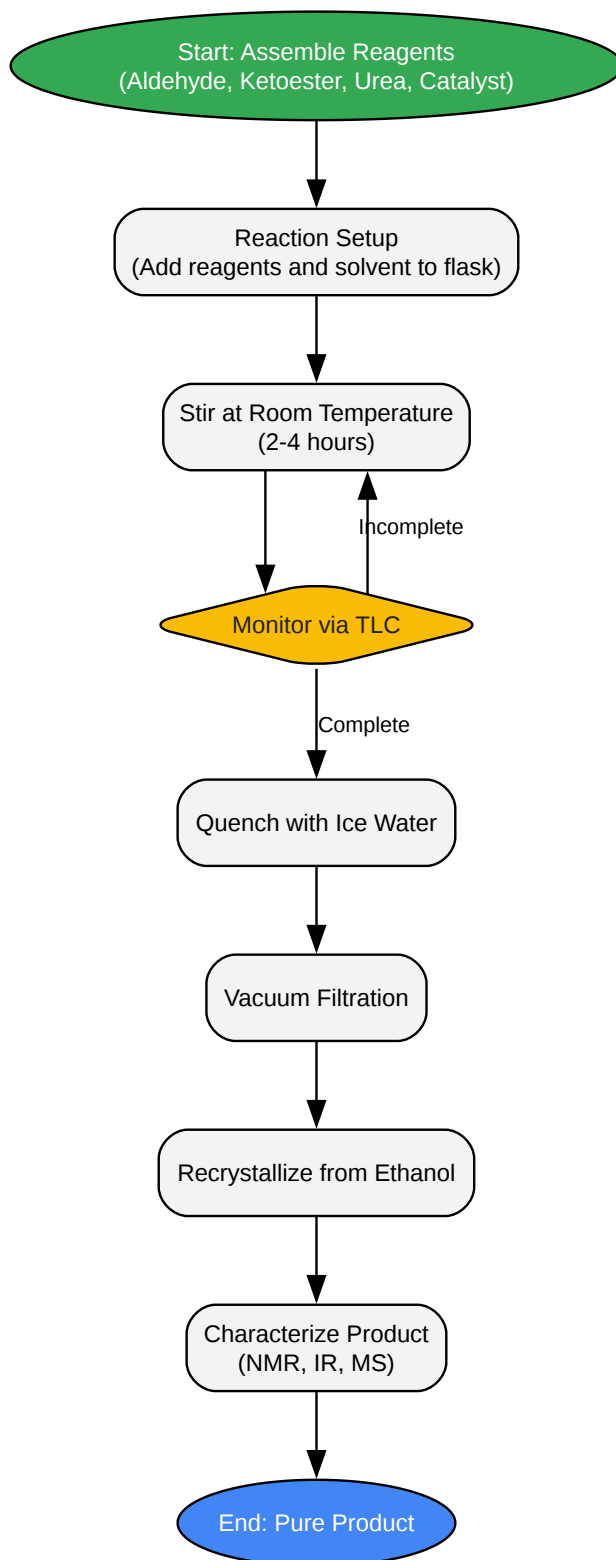 Start: Assemble Reagents
(Aldehyde, Ketoester, Urea, Catalyst)
Reaction Setup
(Add reagents and solvent to flask)
Stir at Room Temperature
(2-4 hours)
Incomplete
Monitor via TLC
Complete
Quench with Ice Water
Vacuum Filtration
Recrystallize from Ethanol
Characterize Product
(NMR, IR, MS)
End: Pure Product